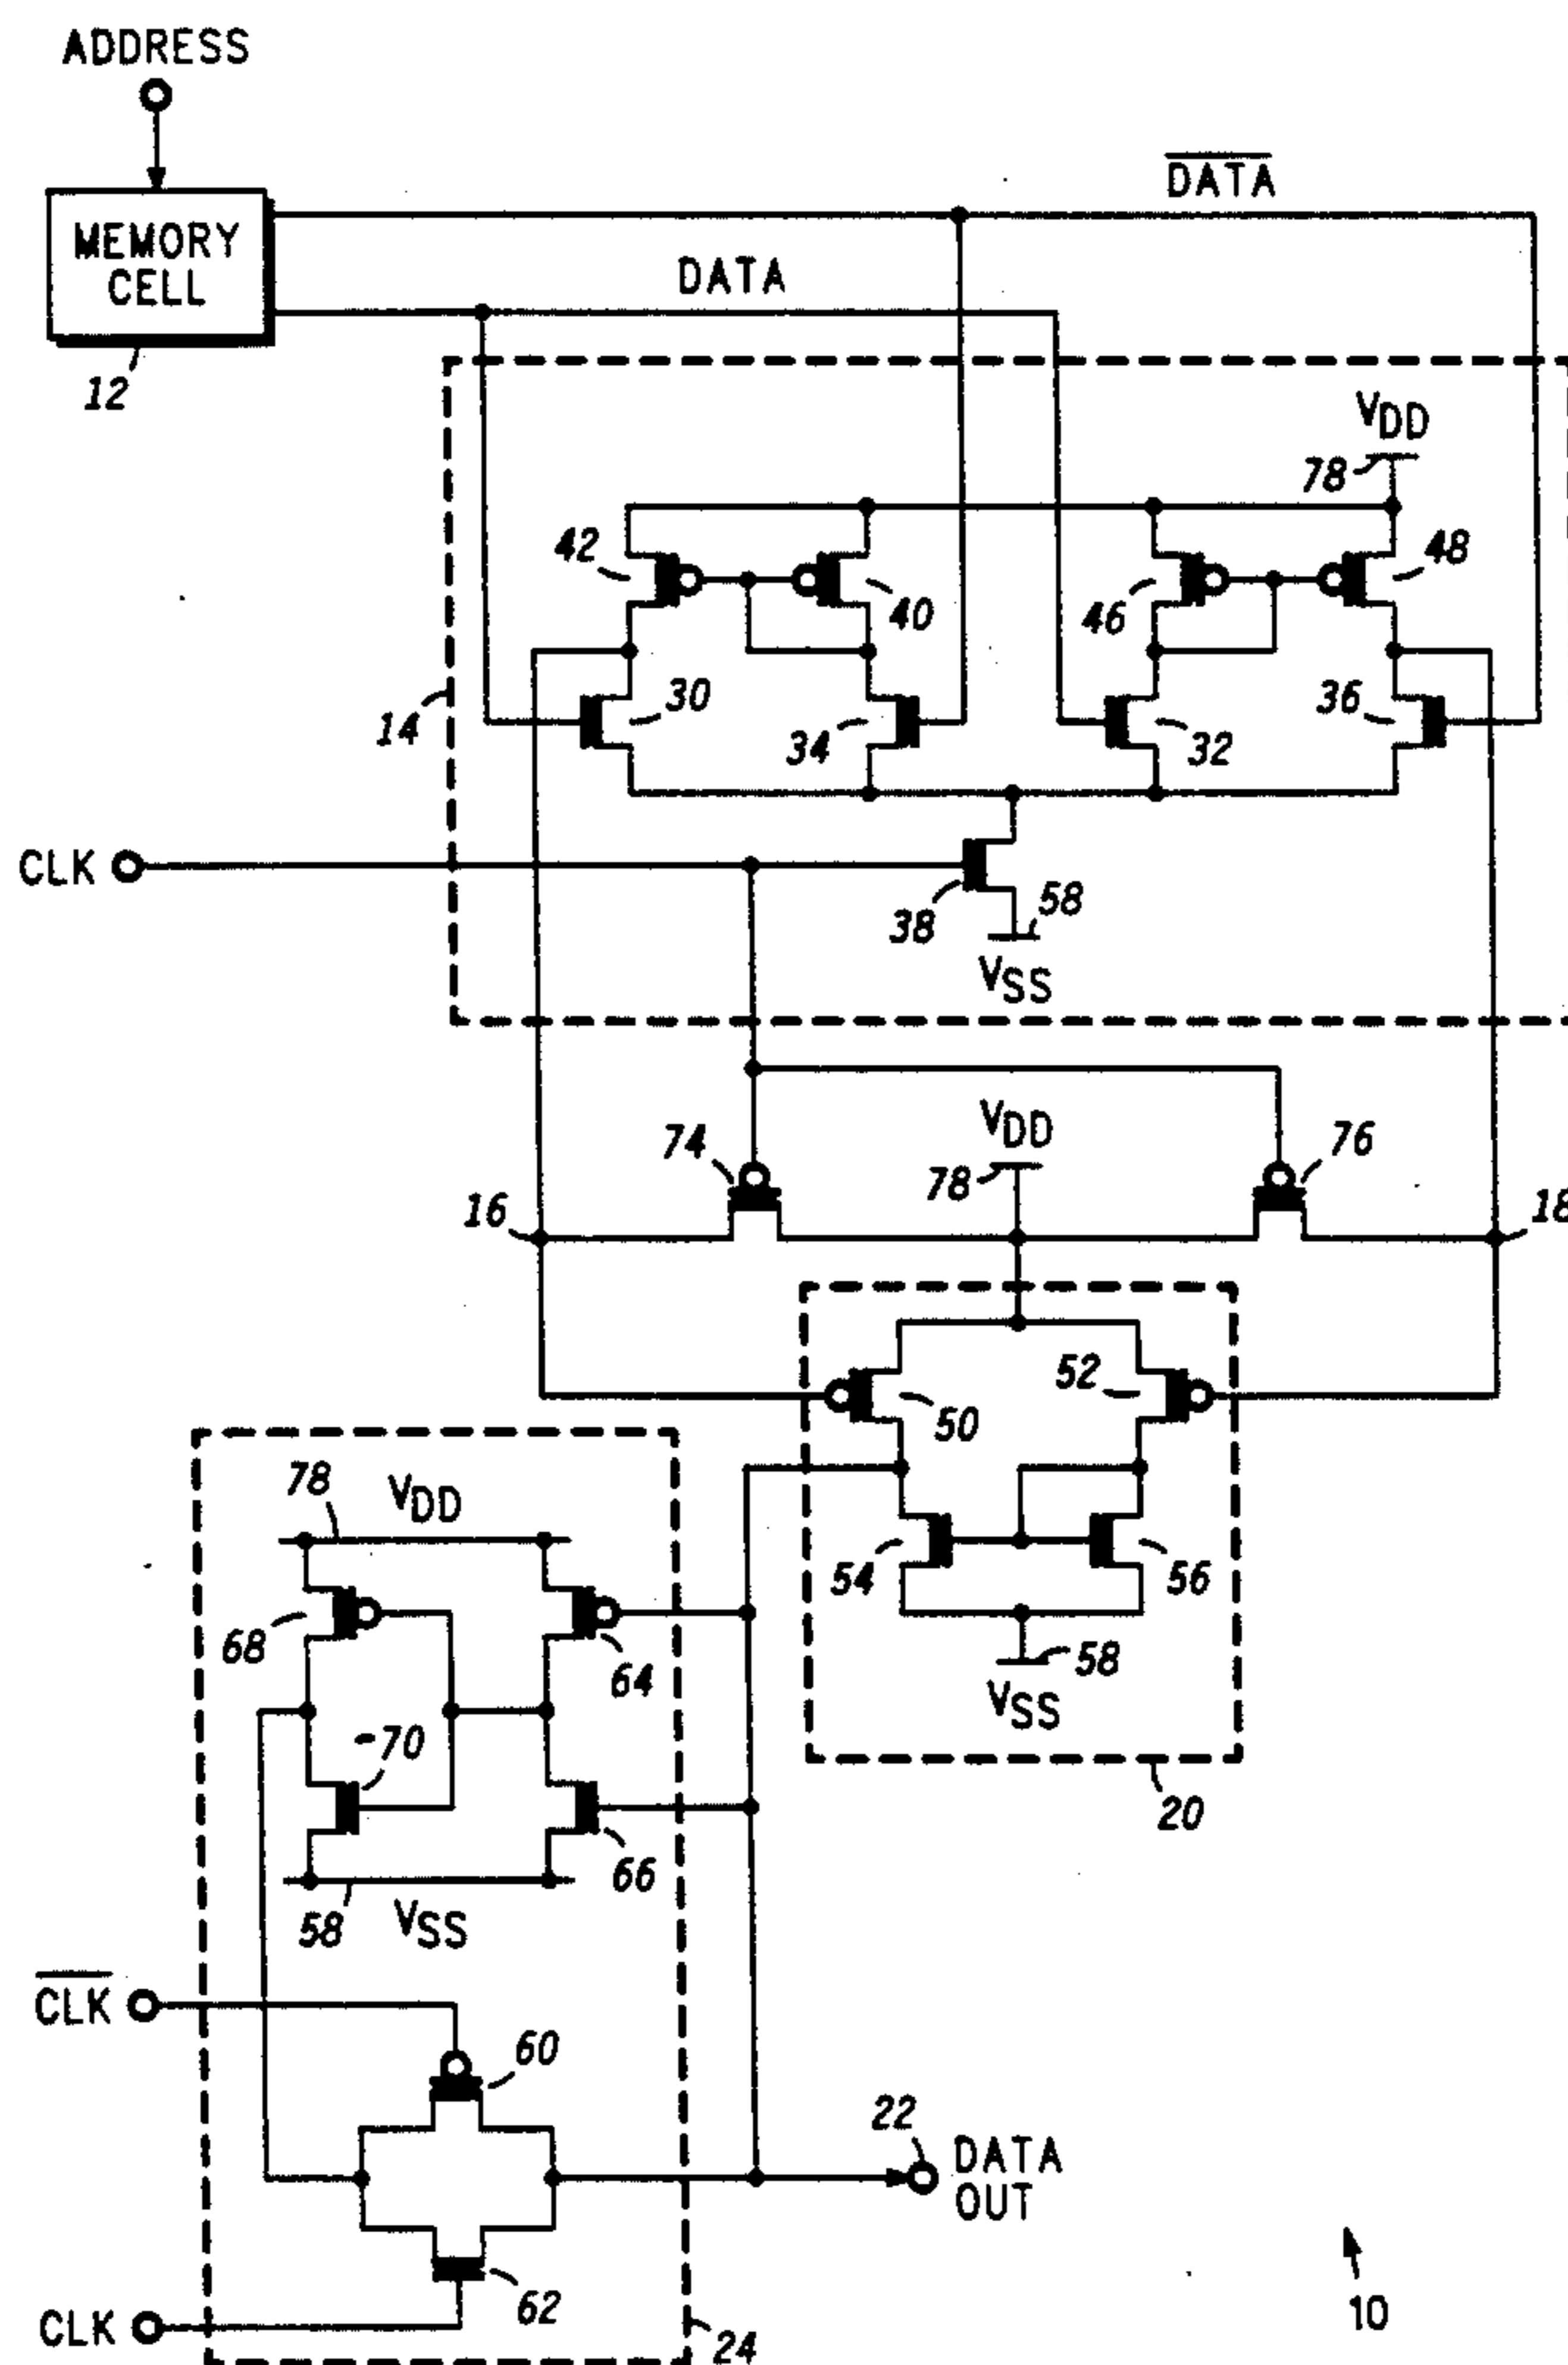 ADDRESS
MEMORY
CELL
12
D̅A̅T̅A̅
DATA
VDD
78
42
40
46
48
30
34
32
36
14
CLK
38
58
VSS
74
VDD
78
76
16
18
50
52
54
56
58
VSS
20
78
VDD
68
64
70
66
58
VSS
C̅L̅K̅
60
22
DATA
OUT
62
CLK
24
10